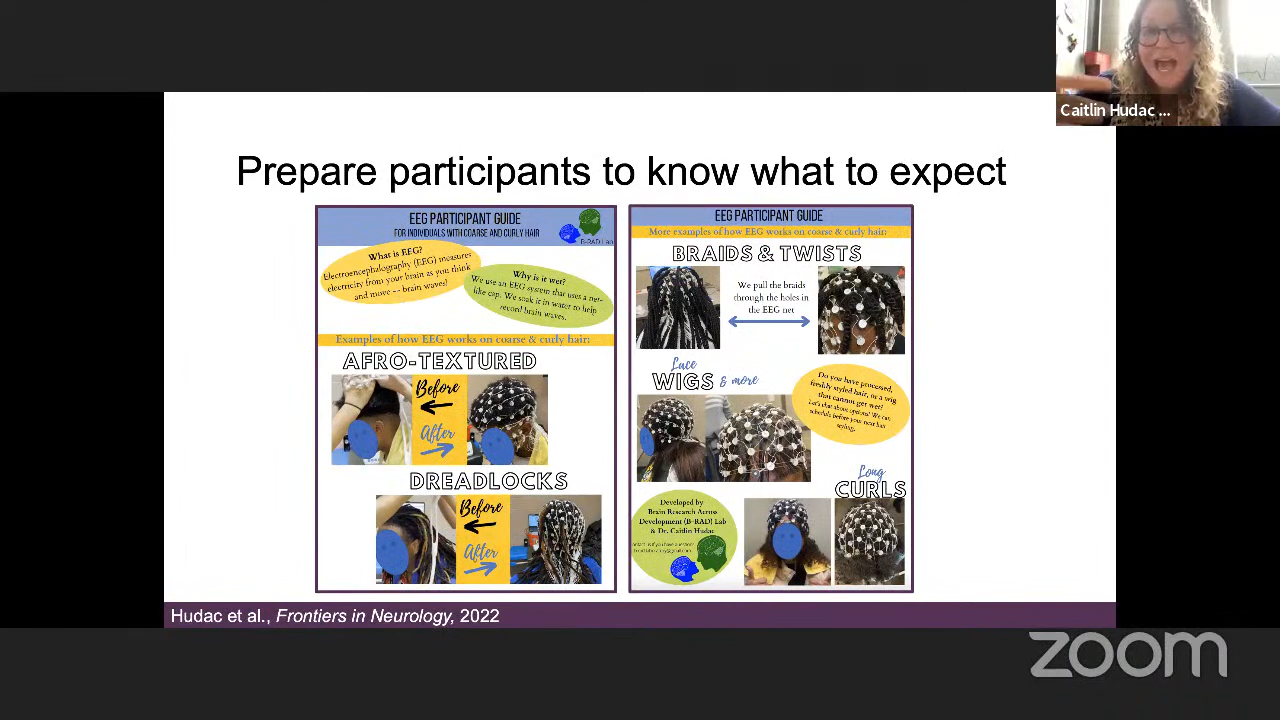 Caitlin Hudac ...
Prepare participants to know what to expect
EEG PARTICIPANT GUIDE
FOR INDIVIDUALS WITH COARSE AND CURLY HAIR
B-RAD Lab
What is EEG?
Electroencephalography (EEG) measures
electricity from your brain as you think
and move -- brain waves!
Why is it wet?
We use an EEG system that uses a net-
like cap. We soak it in water to help
record brain waves.
Examples of how EEG works on coarse & curly hair:
AFRO-TEXTURED
Before
After
DREADLOCKS
Before
After
EEG PARTICIPANT GUIDE
More examples of how EEG works on coarse & curly hair:
BRAIDS & TWISTS
We pull the braids
through the holes in
the EEG net
Lace
WIGS & more
Do you have processed,
freshly styled hair, or a wig
that cannot get wet?
Let's chat about options! We can
schedule before your next hair
styling.
Long
CURLS
Developed by
Brain Research Across
Development (B-RAD) Lab
& Dr. Caitlin Hudac
Hudac et al., Frontiers in Neurology, 2022
zoom